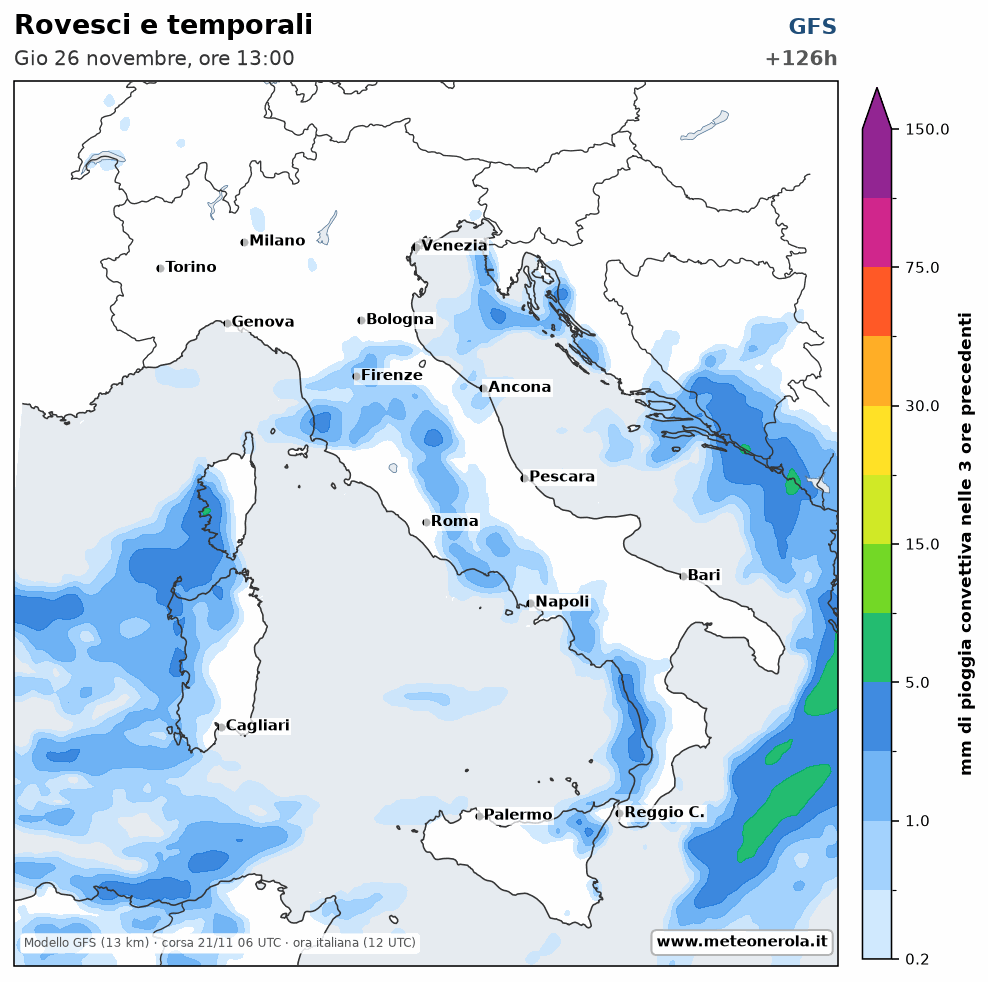 Rovesci e temporali
GFS
Gio 26 novembre, ore 13:00
+126h
150.0
75.0
30.0
15.0
5.0
1.0
0.2
mm di pioggia convettiva nelle 3 ore precedenti
Milano
Venezia
Torino
Genova
Bologna
Firenze
Ancona
Pescara
Roma
Bari
Napoli
Cagliari
Palermo
Reggio C.
Modello GFS (13 km) · corsa 21/11 06 UTC · ora italiana (12 UTC)
www.meteonerola.it